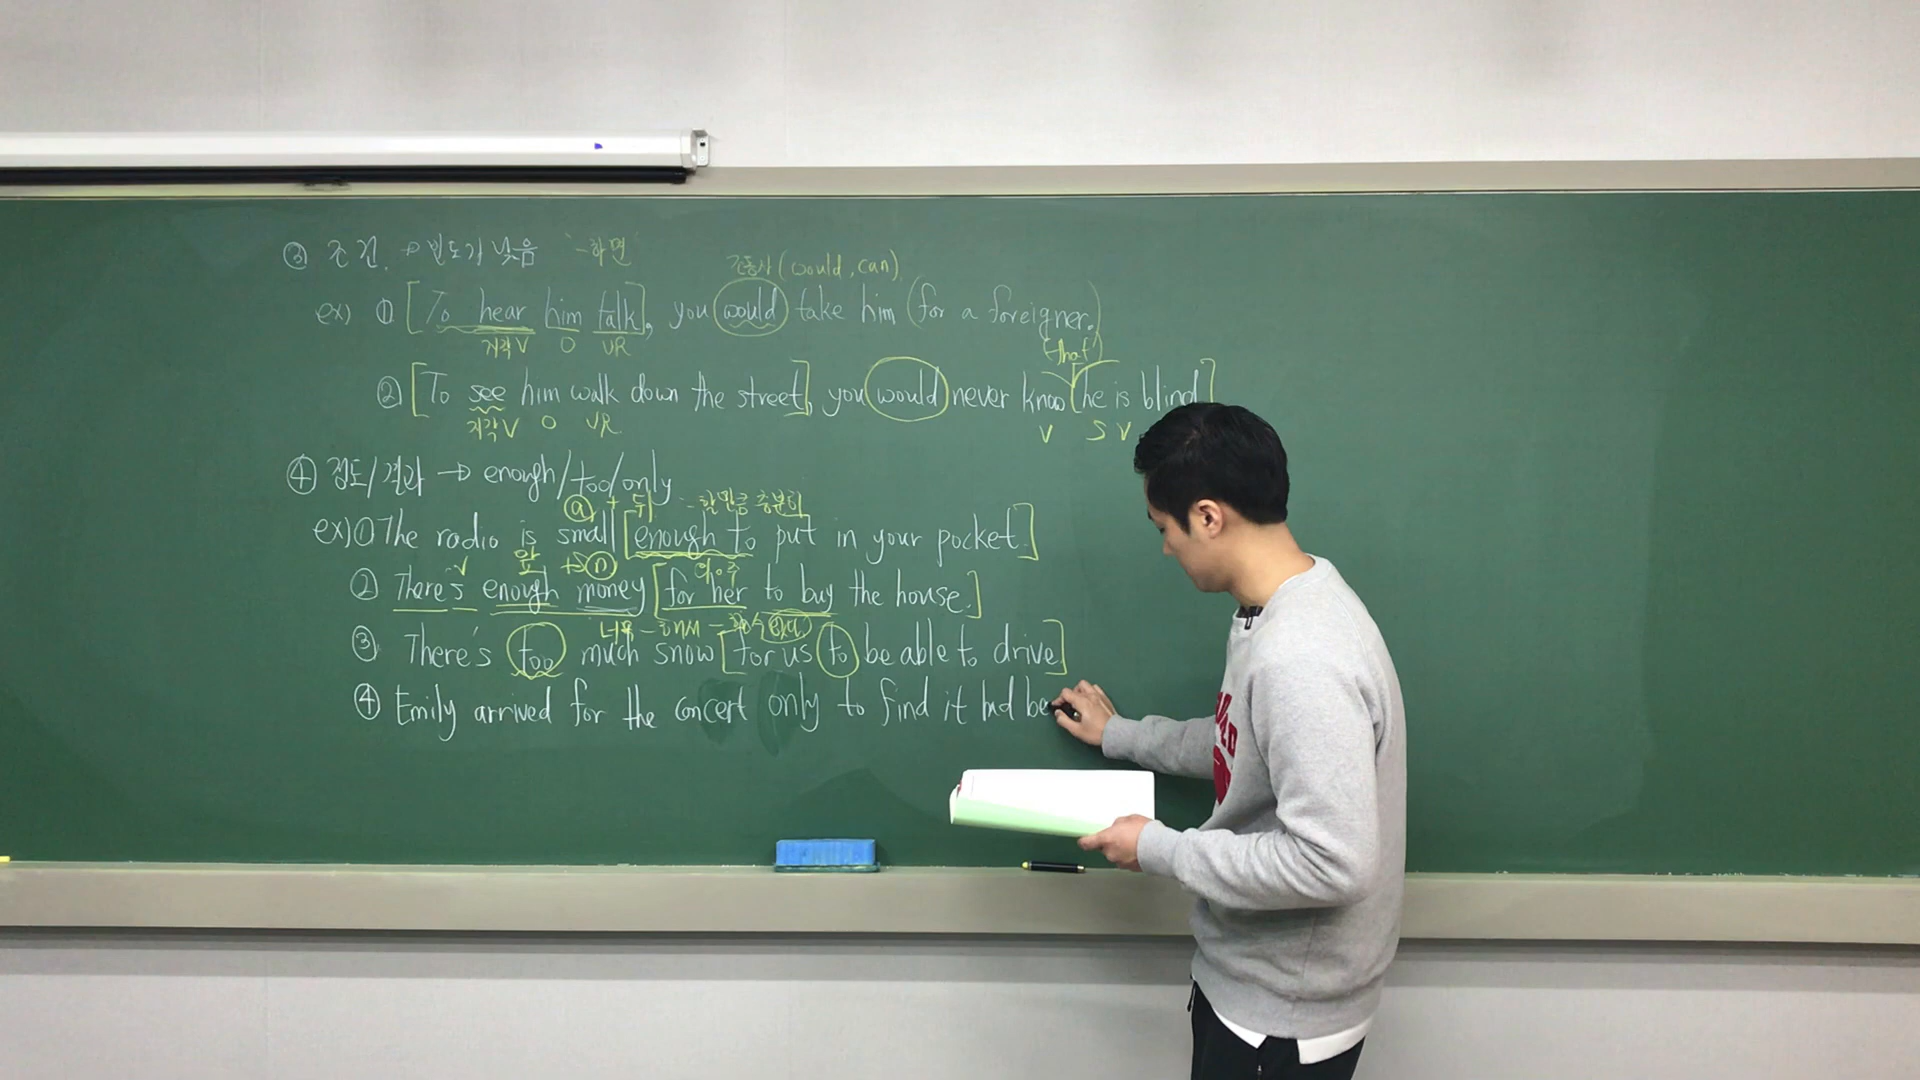 ③ 조건 → 빈도가 낮음 "~하면"
조동사 (would, can)
ex) ① [To hear him talk], you would take him (for a foreigner.)
지각V O VR
(that)
② [To see him walk down the street], you would never know [he is blind]
지각V O VR V S V
④ 정도/결과 → enough/too/only
ⓐ + 뒤 ~할만큼 충분히
ex) ① The radio is small [enough to put in your pocket.]
V 앞 + ⓝ 의.주
② There's enough money [for her to buy the house.]
너무 ~해서 ~할수 없다
③ There's too much snow [for us to be able to drive]
④ Emily arrived for the concert only to find it had be